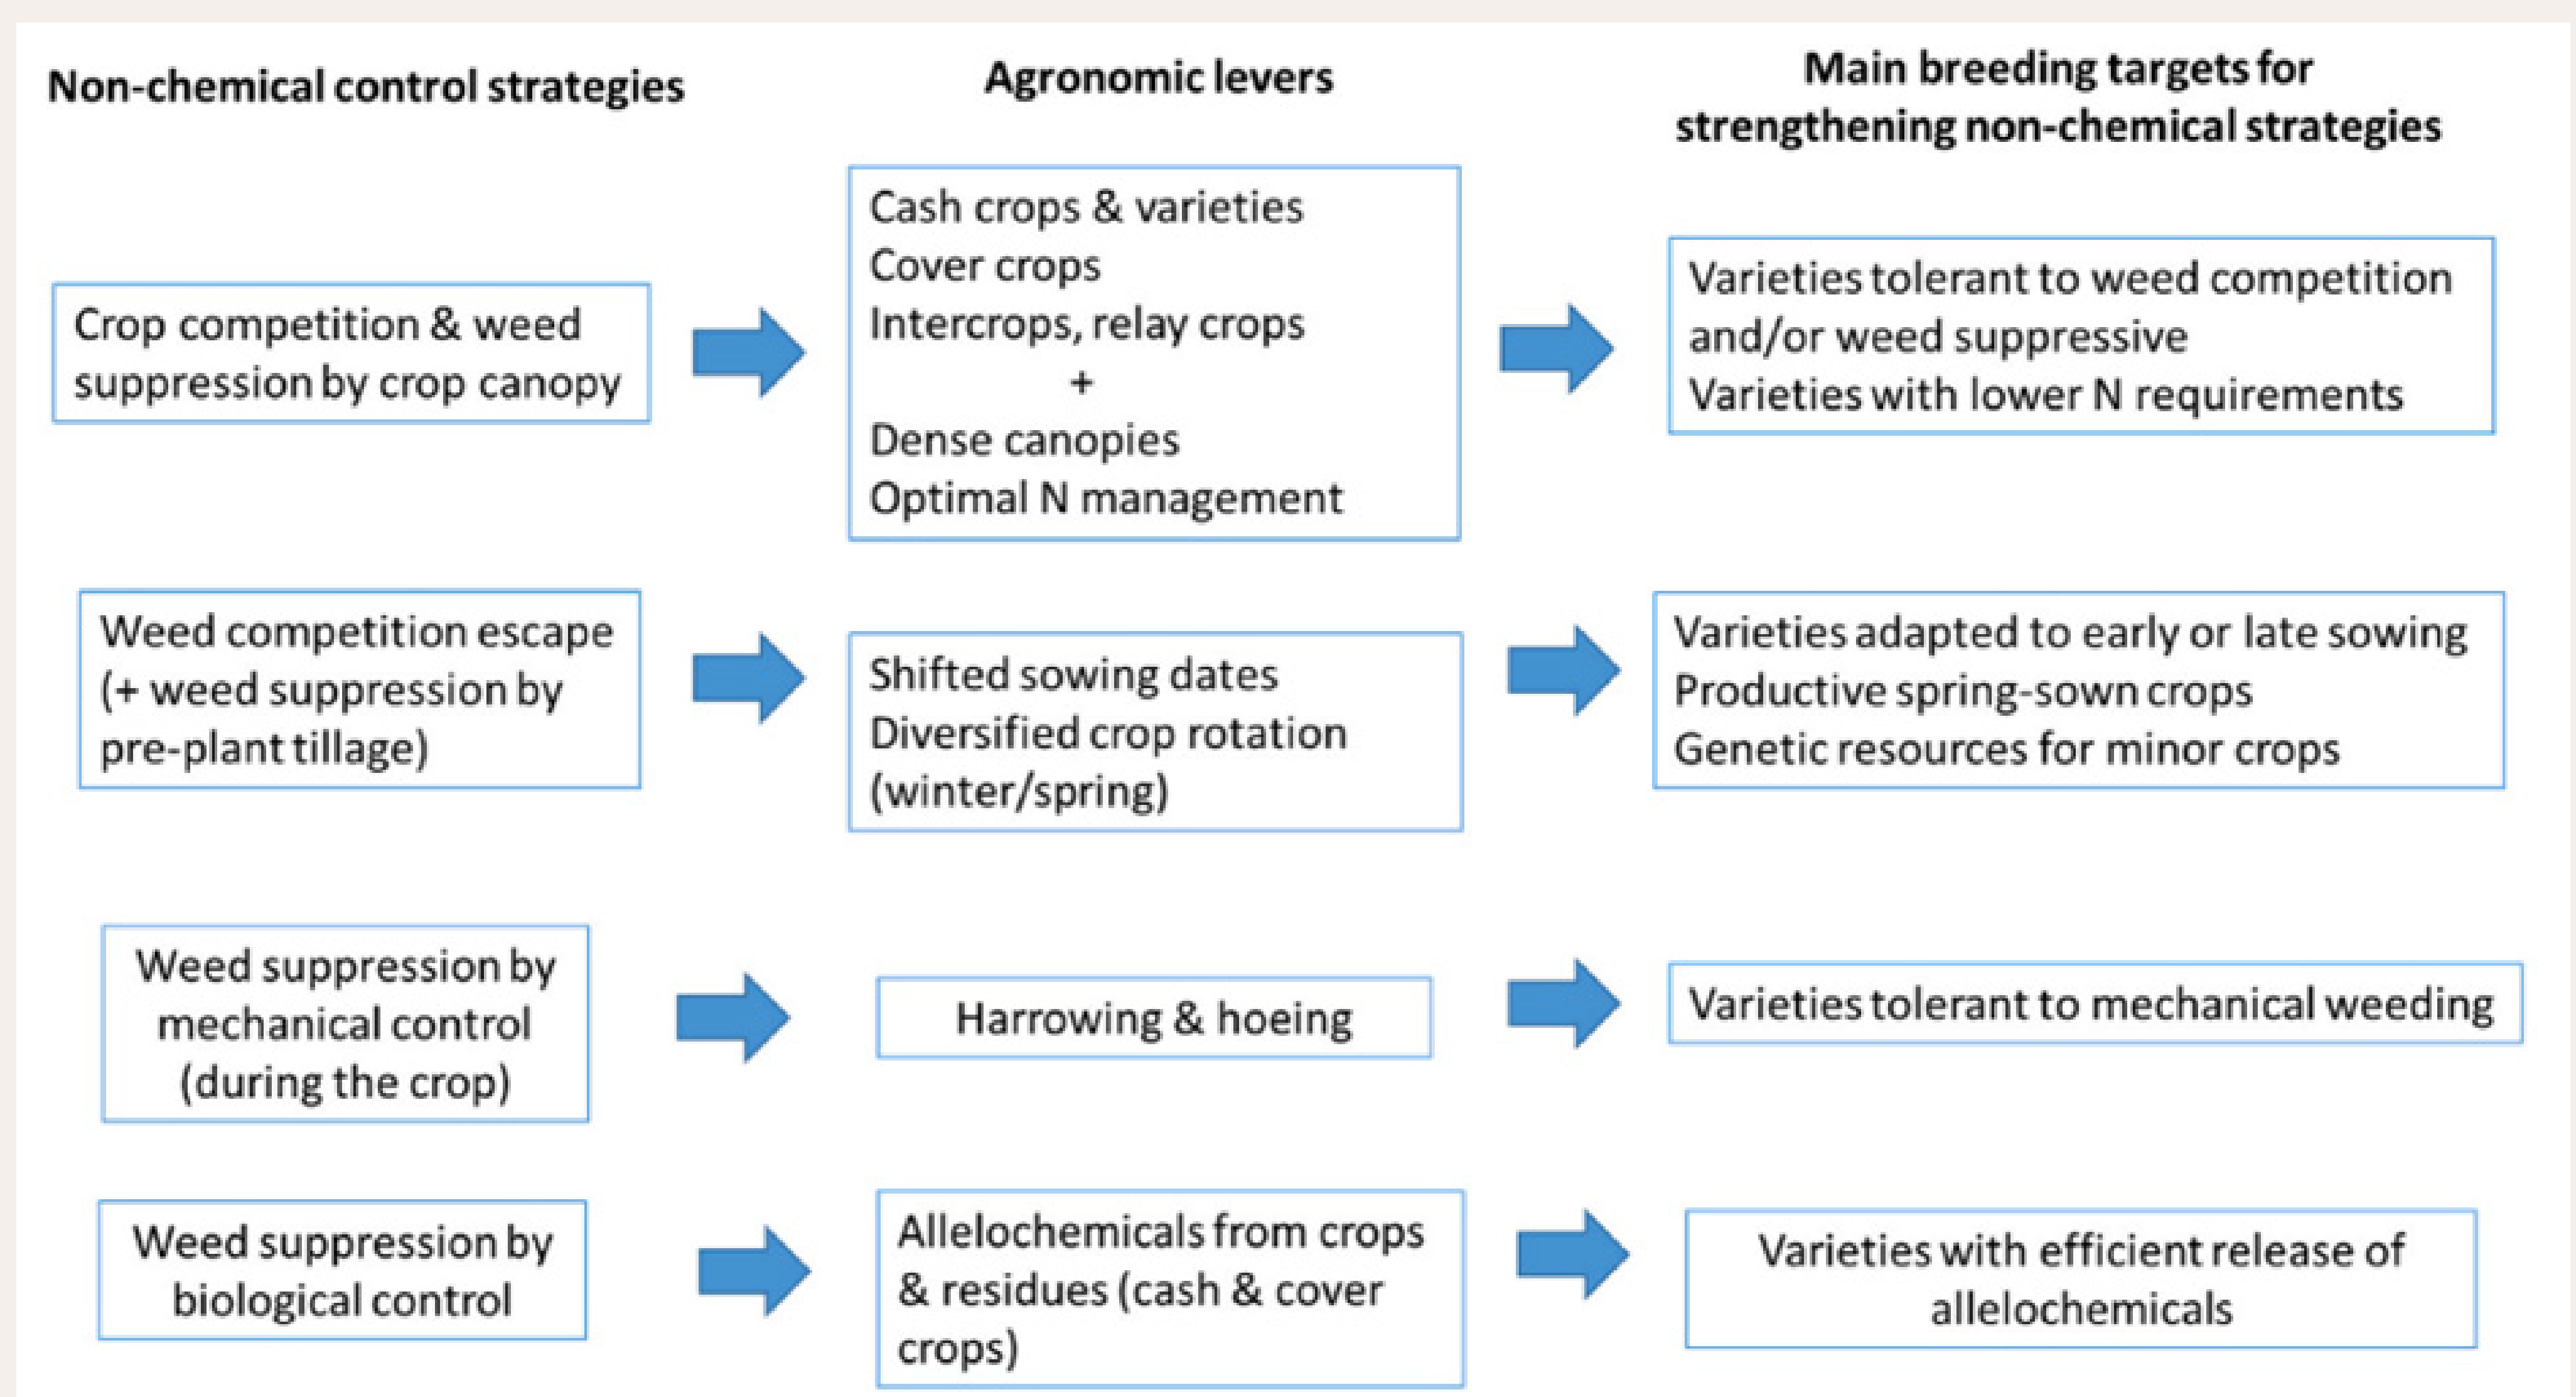 Non-chemical control strategies
Agronomic levers
Main breeding targets for
strengthening non-chemical strategies
Crop competition & weed
suppression by crop canopy
Cash crops & varieties
Cover crops
Intercrops, relay crops
+
Dense canopies
Optimal N management
Varieties tolerant to weed competition
and/or weed suppressive
Varieties with lower N requirements
Weed competition escape
(+ weed suppression by
pre-plant tillage)
Shifted sowing dates
Diversified crop rotation
(winter/spring)
Varieties adapted to early or late sowing
Productive spring-sown crops
Genetic resources for minor crops
Weed suppression by
mechanical control
(during the crop)
Harrowing & hoeing
Varieties tolerant to mechanical weeding
Weed suppression by
biological control
Allelochemicals from crops
& residues (cash & cover
crops)
Varieties with efficient release of
allelochemicals